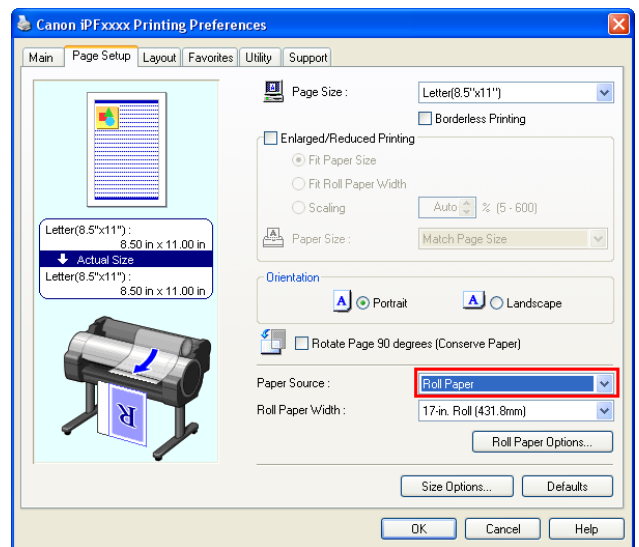 Canon iPFxxxx Printing Preferences
Main Page Setup Layout Favorites Utility Support
Page Size : Letter(8.5"x11")
Borderless Printing
Enlarged/Reduced Printing
Fit Paper Size
Fit Roll Paper Width
Scaling Auto % (5 - 600)
Paper Size : Match Page Size
Letter(8.5"x11") :
8.50 in x 11.00 in
Actual Size
Letter(8.5"x11") :
8.50 in x 11.00 in
Orientation
A Portrait A Landscape
Rotate Page 90 degrees (Conserve Paper)
Paper Source : Roll Paper
Roll Paper Width : 17-in. Roll (431.8mm)
Roll Paper Options...
R
Size Options... Defaults
OK Cancel Help